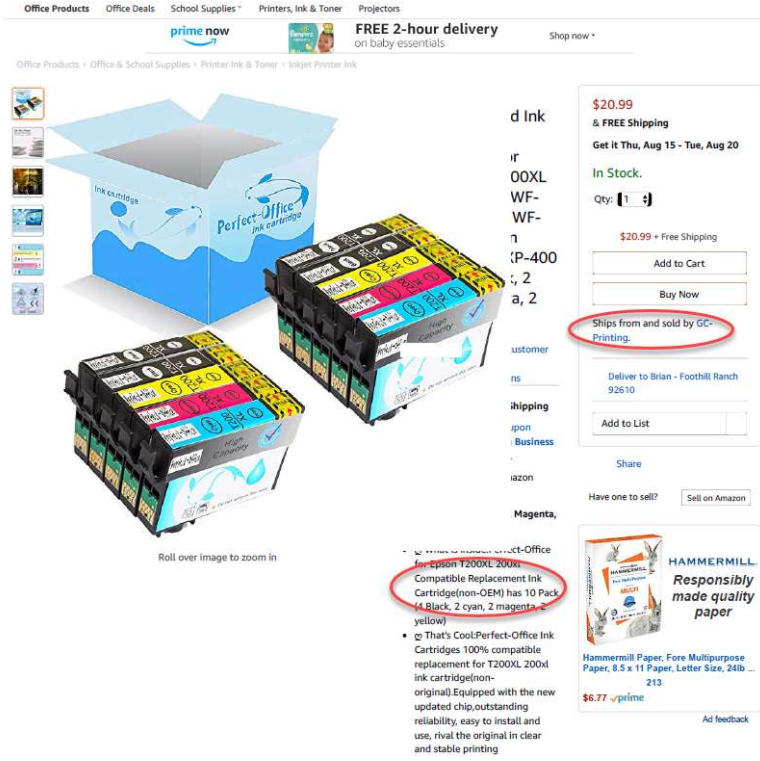 Office Products Office Deals School Supplies Printers, Ink & Toner Projectors
prime now
FREE 2-hour delivery
on baby essentials
Shop now
Office Products › Office & School Supplies › Printer Ink & Toner › Inkjet Printer Ink
Ink cartridge
Perfect-Office
ink cartridge
High
Capacity
High
Capacity
Roll over image to zoom in
d Ink
or
00XL
WF-
WF-
n
XP-400
k, 2
a, 2
ustomer
ns
Shipping
upon
Business
nazon
Magenta,
for Epson T200XL 200xl
Compatible Replacement Ink
Cartridge(non-OEM) has 10 Pack
(4 Black, 2 cyan, 2 magenta, 2
yellow)
That's Cool:Perfect-Office Ink
Cartridges 100% compatible
replacement for T200XL 200xl
ink cartridge(non-
original).Equipped with the new
updated chip,outstanding
reliability, easy to install and
use, rival the original in clear
and stable printing
$20.99
& FREE Shipping
Get it Thu, Aug 15 - Tue, Aug 20
In Stock.
Qty: 1
$20.99 + Free Shipping
Add to Cart
Buy Now
Ships from and sold by GC-
Printing.
Deliver to Brian - Foothill Ranch
92610
Add to List
Share
Have one to sell?
Sell on Amazon
HAMMERMILL
MULTI
HAMMERMILL
Responsibly
made quality
paper
Hammermill Paper, Fore Multipurpose
Paper, 8.5 x 11 Paper, Letter Size, 24lb ...
213
$6.77 prime
Ad feedback